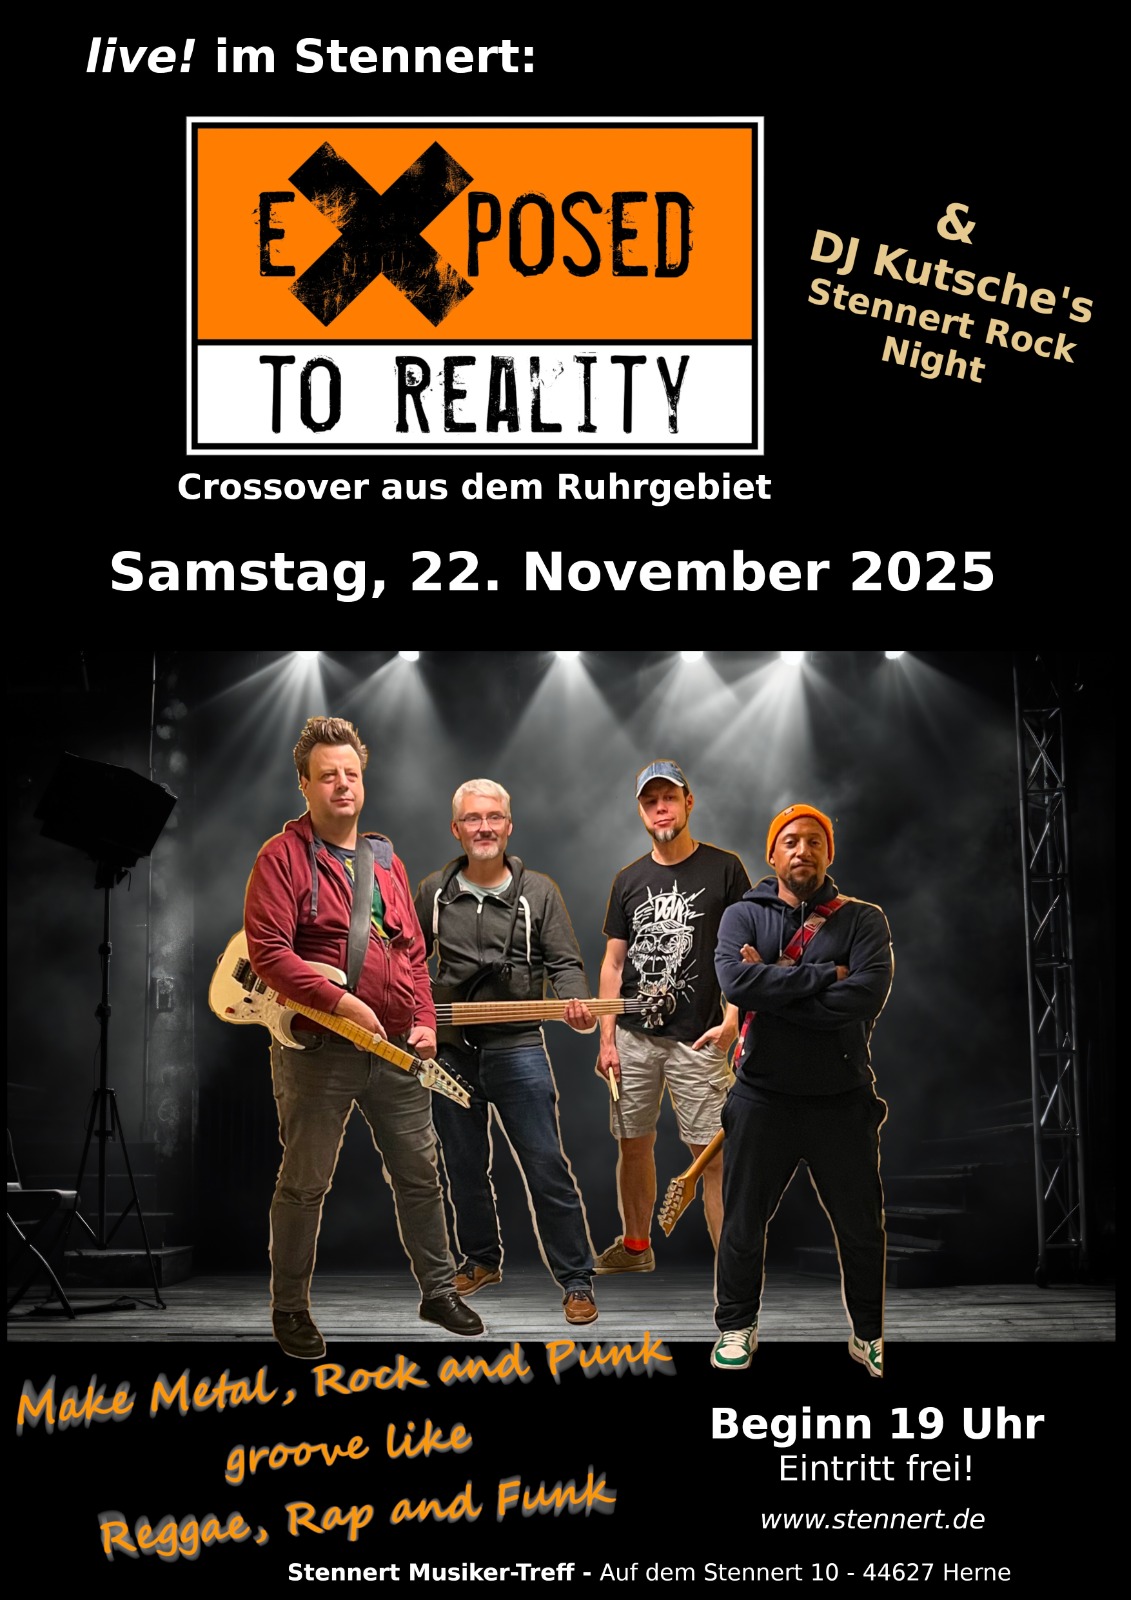 live! im Stennert:
EXPOSED
TO REALITY
&
DJ Kutsche's
Stennert Rock
Night
Crossover aus dem Ruhrgebiet
Samstag, 22. November 2025
DGW
Make Metal, Rock and Punk
groove like
Reggae, Rap and Funk
Beginn 19 Uhr
Eintritt frei!
www.stennert.de
Stennert Musiker-Treff - Auf dem Stennert 10 - 44627 Herne